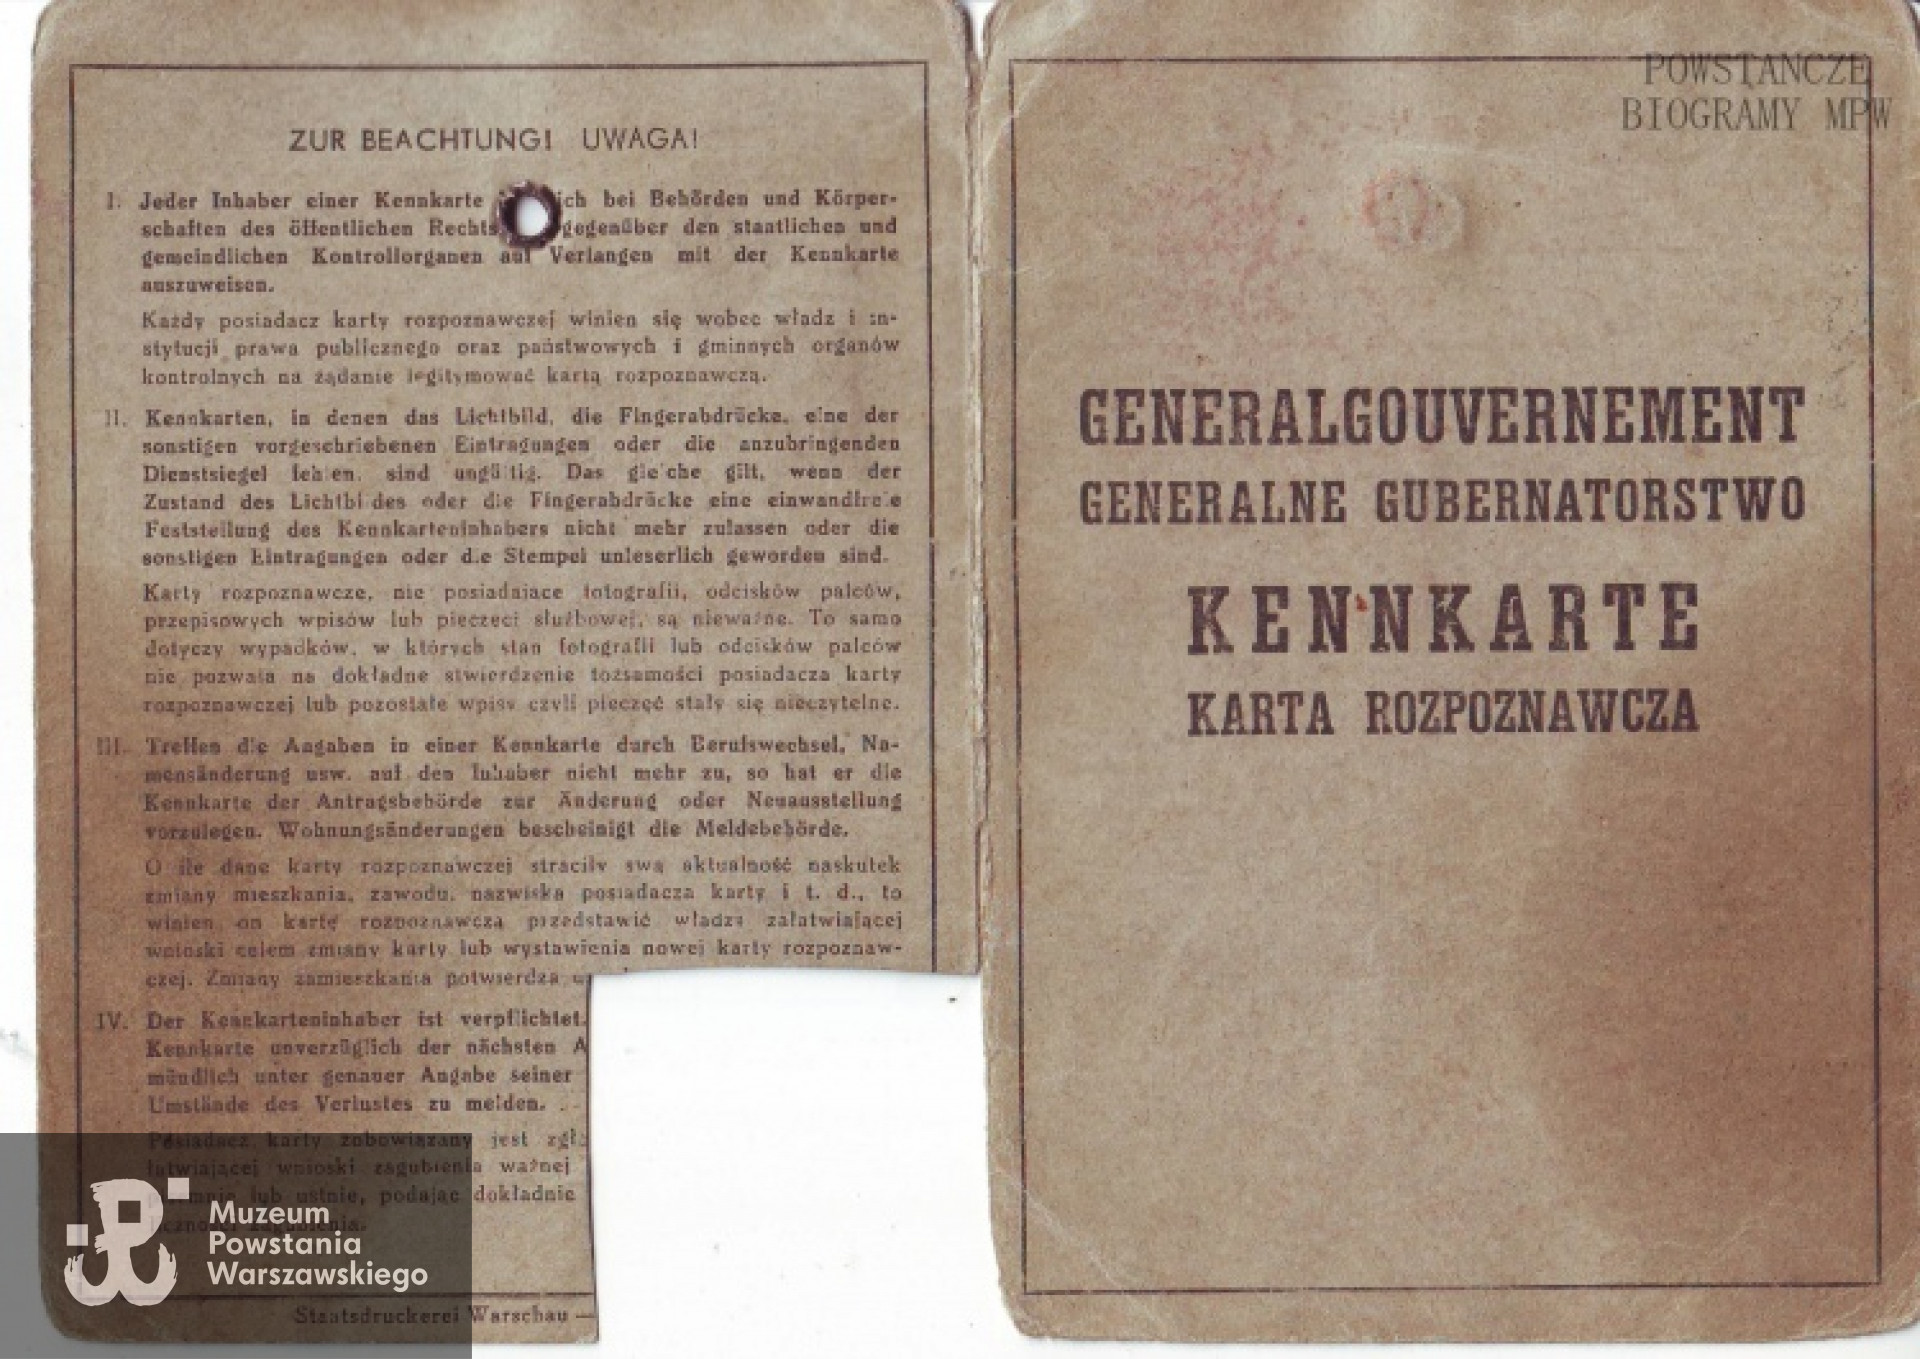 ZUR BEACHTUNG! UWAGA!
I. Jeder Inhaber einer Kennkarte ich bei Behörden und Körper-
schaften des öffentlichen Rechts gegenüber den staatlichen und
gemeindlichen Kontrollorganen auf Verlangen mit der Kennkarte
auszuweisen.
Każdy posiadacz karty rozpoznawczej winien się wobec władz i in-
stytucji prawa publicznego oraz państwowych i gminnych organów
kontrolnych na żądanie legitymować kartą rozpoznawczą.
II. Kennkarten, in denen das Lichtbild, die Fingerabdrücke, eine der
sonstigen vorgeschriebenen Eintragungen oder die anzubringenden
Dienstsiegel fehlen, sind ungültig. Das gleiche gilt, wenn der
Zustand des Lichtbildes oder die Fingerabdrücke eine einwandfreie
Feststellung des Kennkarteninhabers nicht mehr zulassen oder die
sonstigen Eintragungen oder die Stempel unleserlich geworden sind.
Karty rozpoznawcze, nie posiadające fotografii, odcisków palców,
przepisowych wpisów lub pieczęci służbowej, są nieważne. To samo
dotyczy wypadków, w których stan fotografii lub odcisków palców
nie pozwala na dokładne stwierdzenie tożsamości posiadacza karty
rozpoznawczej lub pozostałe wpisy czyli pieczęć stały się nieczytelne.
III. Treffen die Angaben in einer Kennkarte durch Berufswechsel, Na-
mensänderung usw. auf den Inhaber nicht mehr zu, so hat er die
Kennkarte der Antragsbehörde zur Änderung oder Neuausstellung
vorzulegen. Wohnungsänderungen bescheinigt die Meldebehörde.
O ile dane karty rozpoznawczej straciły swą aktualność naskutek
zmiany mieszkania, zawodu, nazwiska posiadacza karty i t. d., to
winien on kartę rozpoznawczą przedstawić władzy załatwiającej
wnioski celem zmiany karty lub wystawienia nowej karty rozpoznaw-
czej. Zmiany zamieszkania potwierdza
IV. Der Kennkarteninhaber ist verpflichtet,
Kennkarte unverzüglich der nächsten A
mündlich unter genauer Angabe seiner
Umstände des Verlustes zu melden.
Posiadacz karty zobowiązany jest zgło
łatwiającej wnioski zagubienia ważnej
pisemnie lub ustnie, podając dokładnie
liczności zagubienia.
Staatsdruckerei Warschau —
Muzeum
Powstania
Warszawskiego
POWSTAŃCZE
BIOGRAMY MPW
GENERALGOUVERNEMENT
GENERALNE GUBERNATORSTWO
KENNKARTE
KARTA ROZPOZNAWCZA